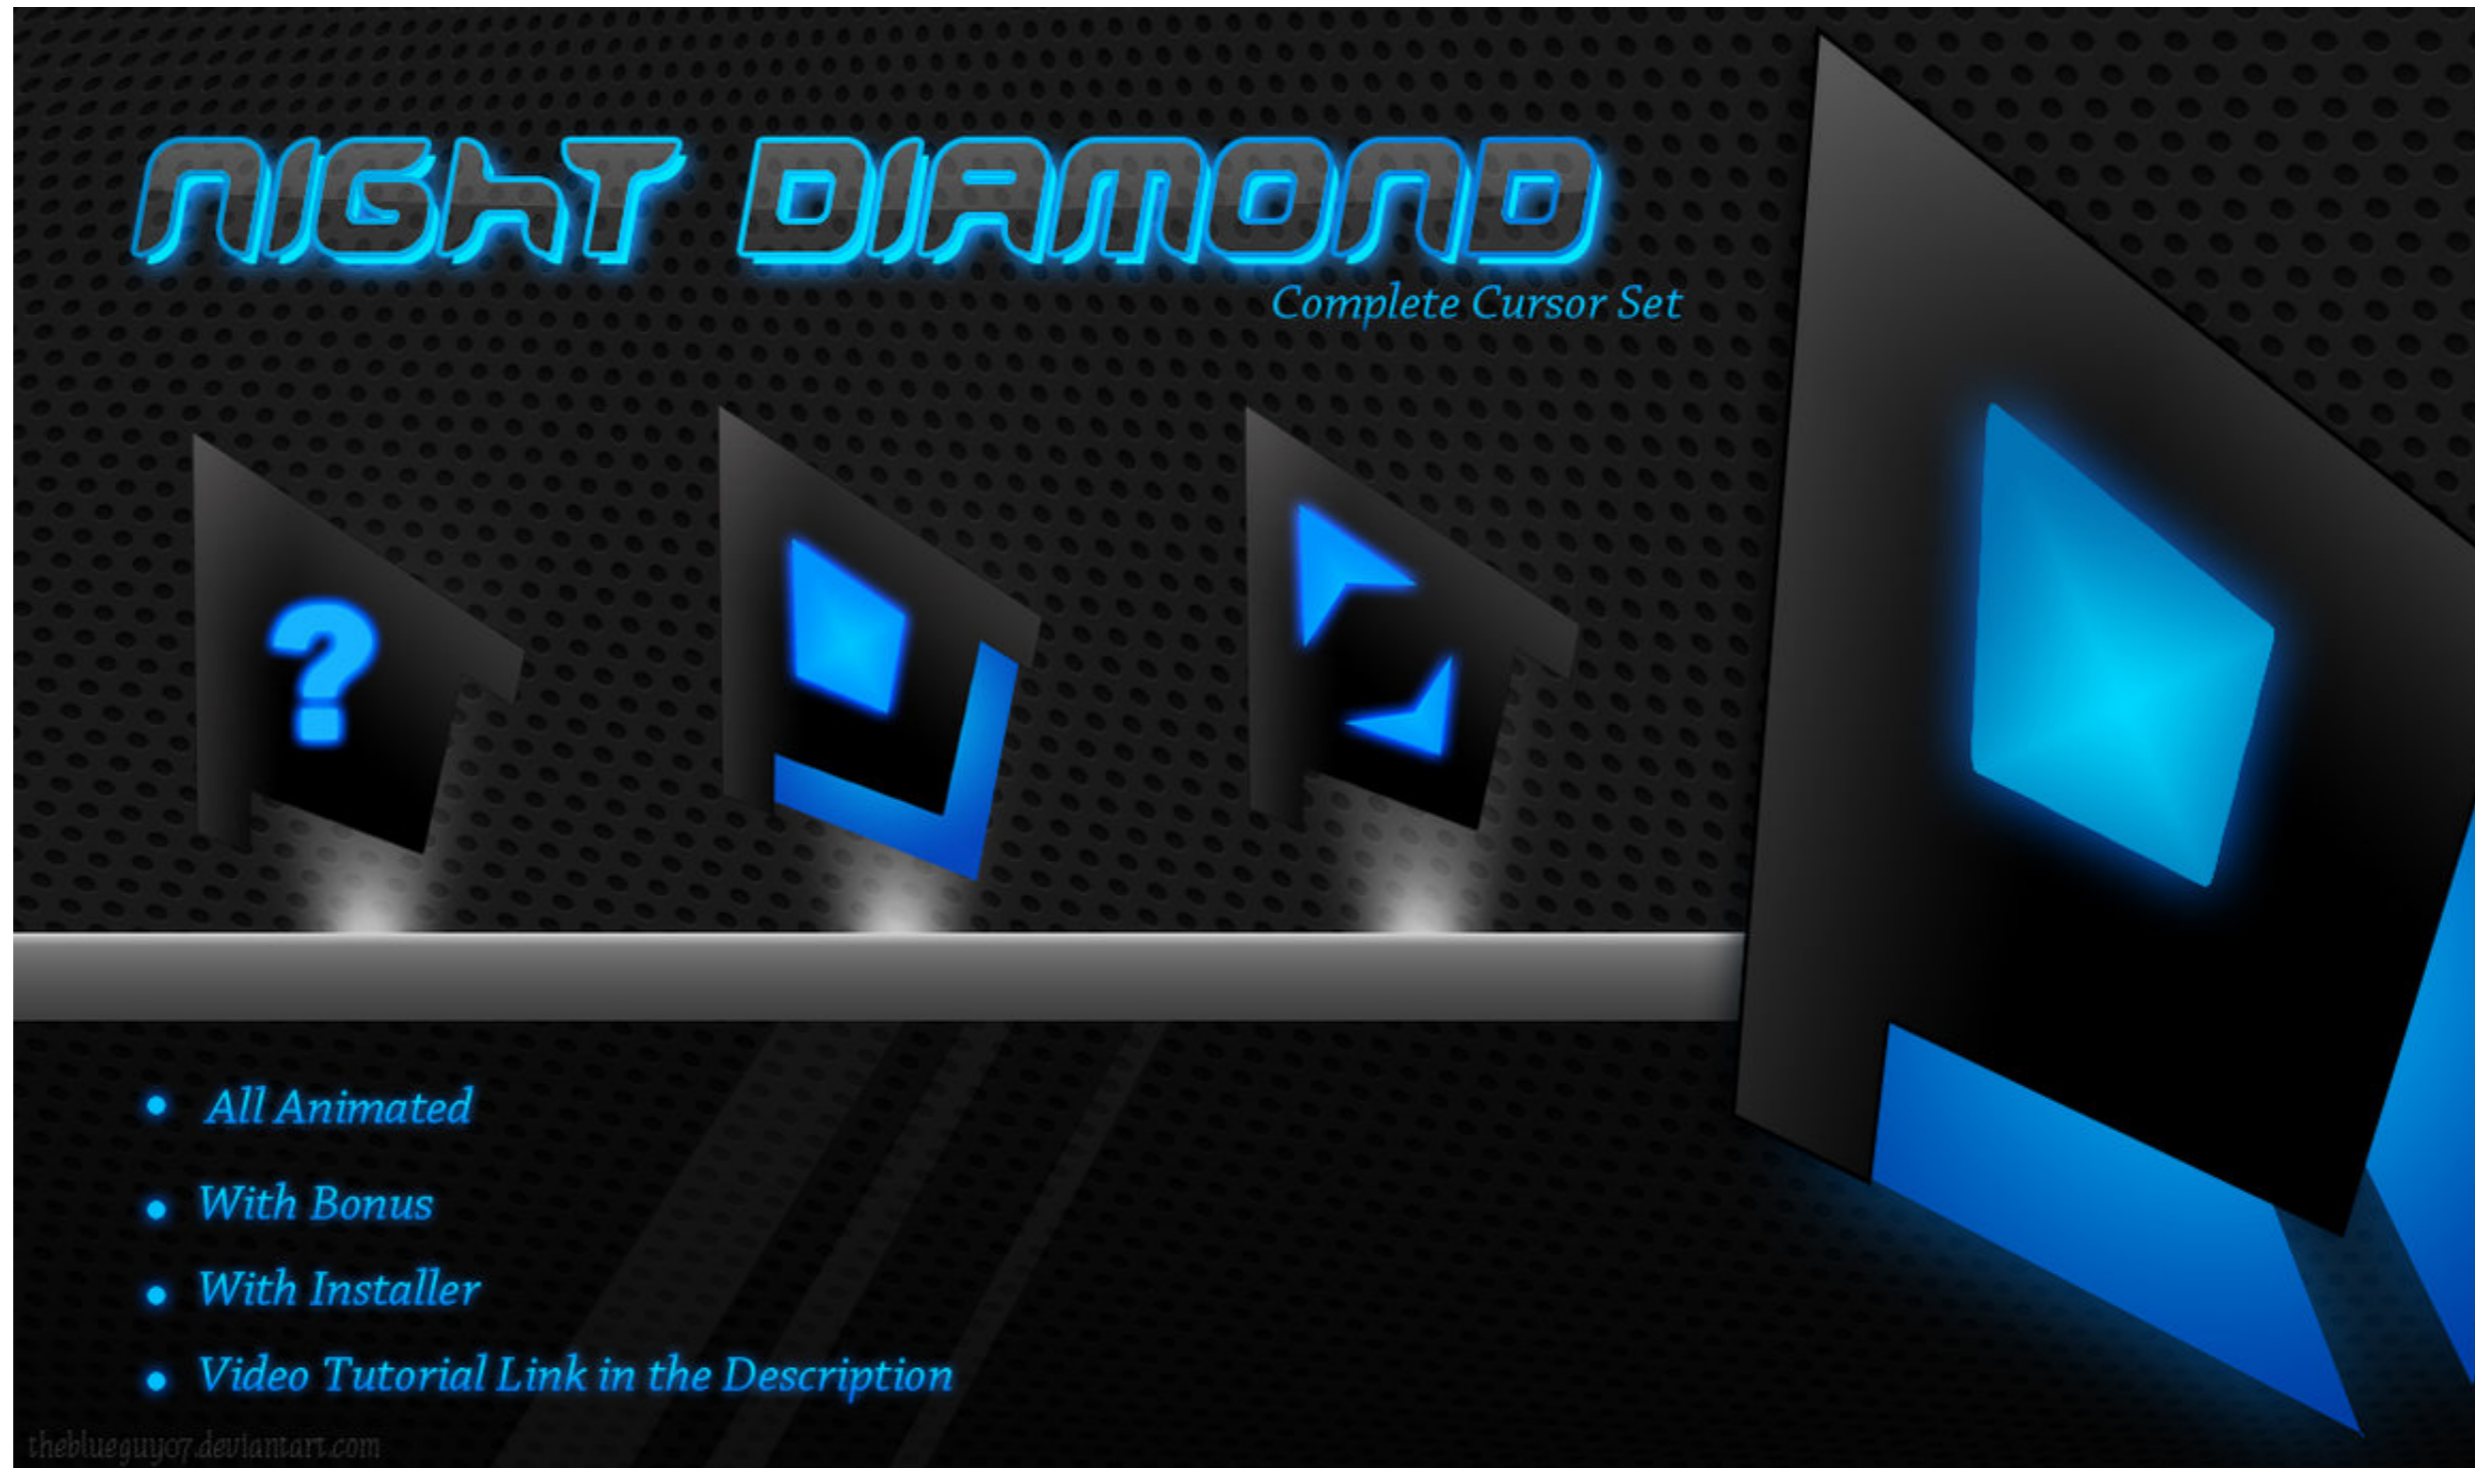 NIGHT DIAMOND
Complete Cursor Set
?
• All Animated
• With Bonus
• With Installer
• Video Tutorial Link in the Description
theblueguy07.deviantart.com